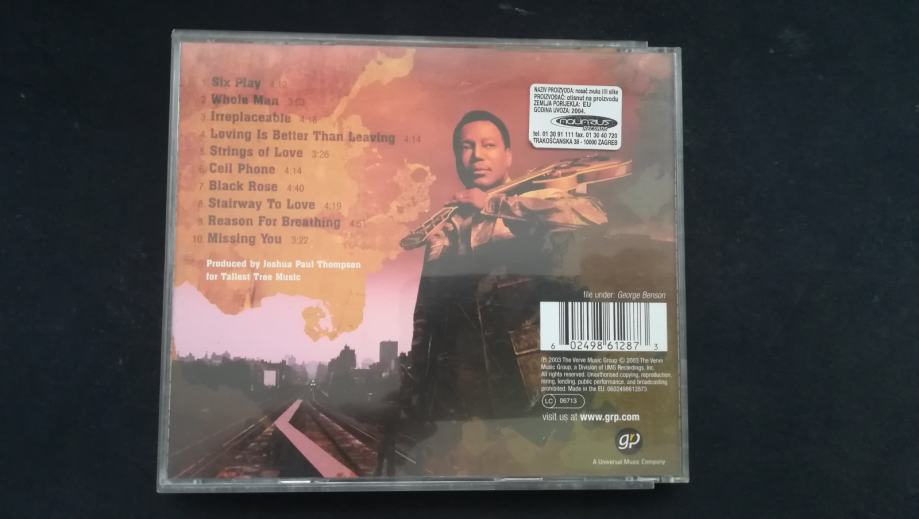 1. Six Play 4:12
2. Whole Man 3:53
3. Irreplaceable 4:18
4. Loving Is Better Than Leaving 4:14
5. Strings of Love 3:26
6. Cell Phone 4:14
7. Black Rose 4:40
8. Stairway To Love 4:19
9. Reason For Breathing 4:51
10. Missing You 3:22
Produced by Joshua Paul Thompson
for Tallest Tree Music
NAZIV PROIZVODA: nosač zvuka i/ili slike
PROIZVOĐAČ: otisnut na proizvodu
ZEMLJA PORIJEKLA: EU
GODINA UVOZA: 2004.
AQUARIUS
RECORDS
tel. 01 30 91 111 fax. 01 30 40 720
TRAKOŠĆANSKA 38 - 10000 ZAGREB
file under: George Benson
6 02498 61287 3
℗ 2003 The Verve Music Group © 2003 The Verve
Music Group, a Division of UMG Recordings, Inc.
All rights reserved. Unauthorised copying, reproduction,
hiring, lending, public performance, and broadcasting
prohibited. Made in the EU. 0602498612873
LC 06713
visit us at www.grp.com
grp
A Universal Music Company